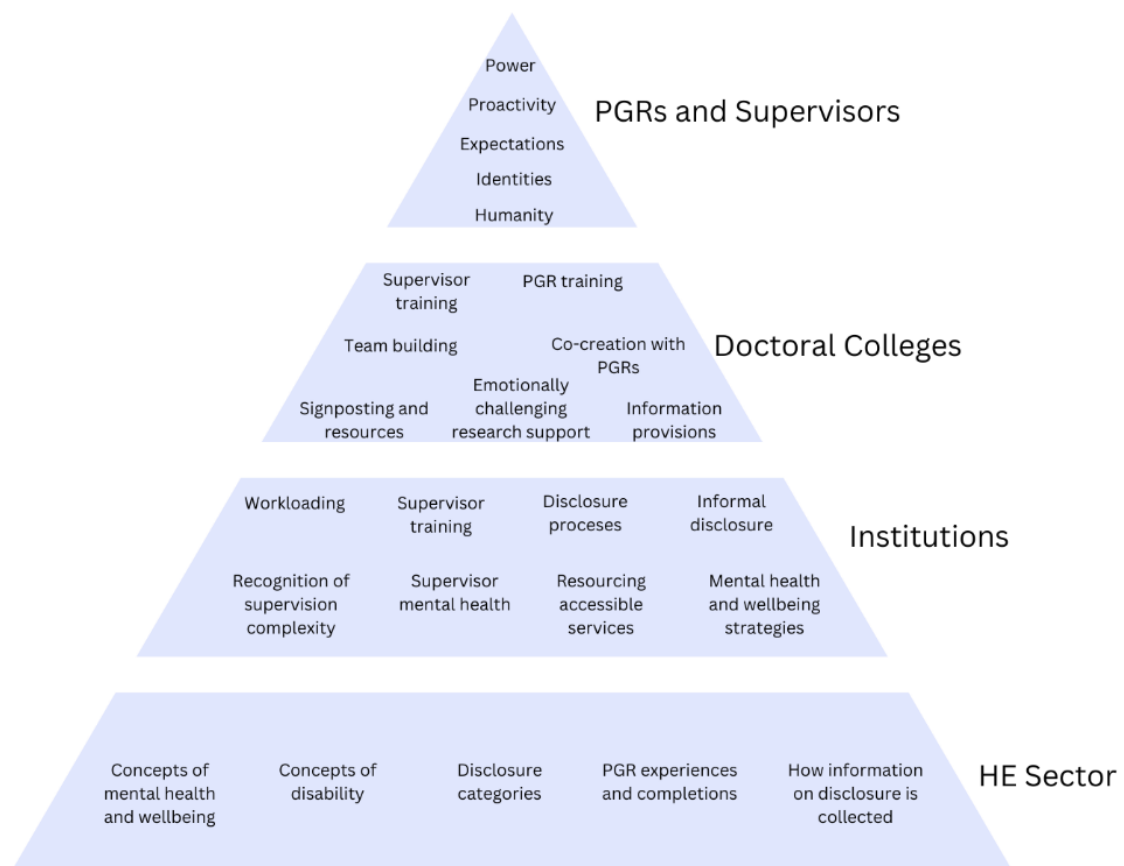 Power
Proactivity
PGRs and Supervisors
Expectations
Identities
Humanity
Supervisor
training
PGR training
Team building
Co-creation with
PGRs
Doctoral Colleges
Signposting and
resources
Emotionally
challenging
research support
Information
provisions
Workloading
Supervisor
training
Disclosure
proceses
Informal
disclosure
Institutions
Recognition of
supervision
complexity
Supervisor
mental health
Resourcing
accessible
services
Mental health
and wellbeing
strategies
Concepts of
mental health
and wellbeing
Concepts of
disability
Disclosure
categories
PGR experiences
and completions
How information
on disclosure is
collected
HE Sector